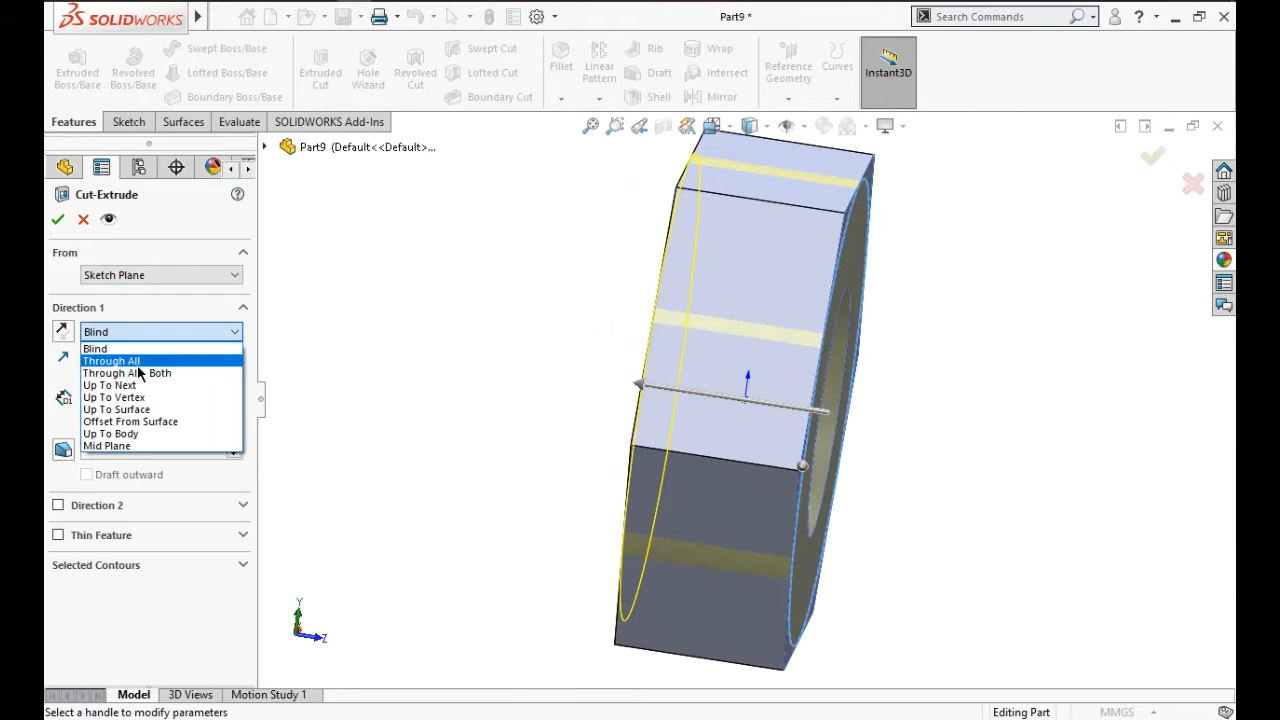 SOLIDWORKS
Part9 *
Search Commands
Extruded Boss/Base
Revolved Boss/Base
Swept Boss/Base
Lofted Boss/Base
Boundary Boss/Base
Extruded Cut
Hole Wizard
Revolved Cut
Swept Cut
Lofted Cut
Boundary Cut
Fillet
Linear Pattern
Rib
Draft
Shell
Wrap
Intersect
Mirror
Reference Geometry
Curves
Instant3D
Features
Sketch
Surfaces
Evaluate
SOLIDWORKS Add-Ins
Part9 (Default<<Default>...
Cut-Extrude
From
Sketch Plane
Direction 1
Blind
Blind
Through All
Through All Both
Up To Next
Up To Vertex
Up To Surface
Offset From Surface
Up To Body
Mid Plane
Draft outward
Direction 2
Thin Feature
Selected Contours
Y
Z
Model
3D Views
Motion Study 1
Select a handle to modify parameters
Editing Part
MMGS